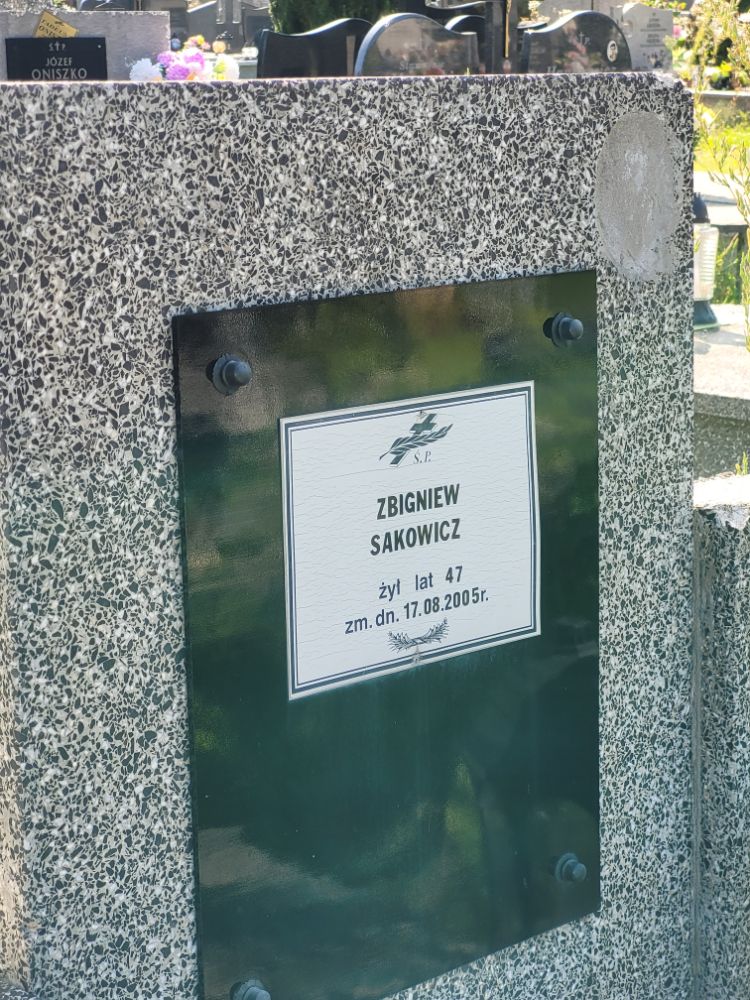 Ś.P.
JÓZEF
ONISZKO
Ś.P.
ZBIGNIEW
SAKOWICZ
żył lat 47
zm. dn. 17.08.2005r.